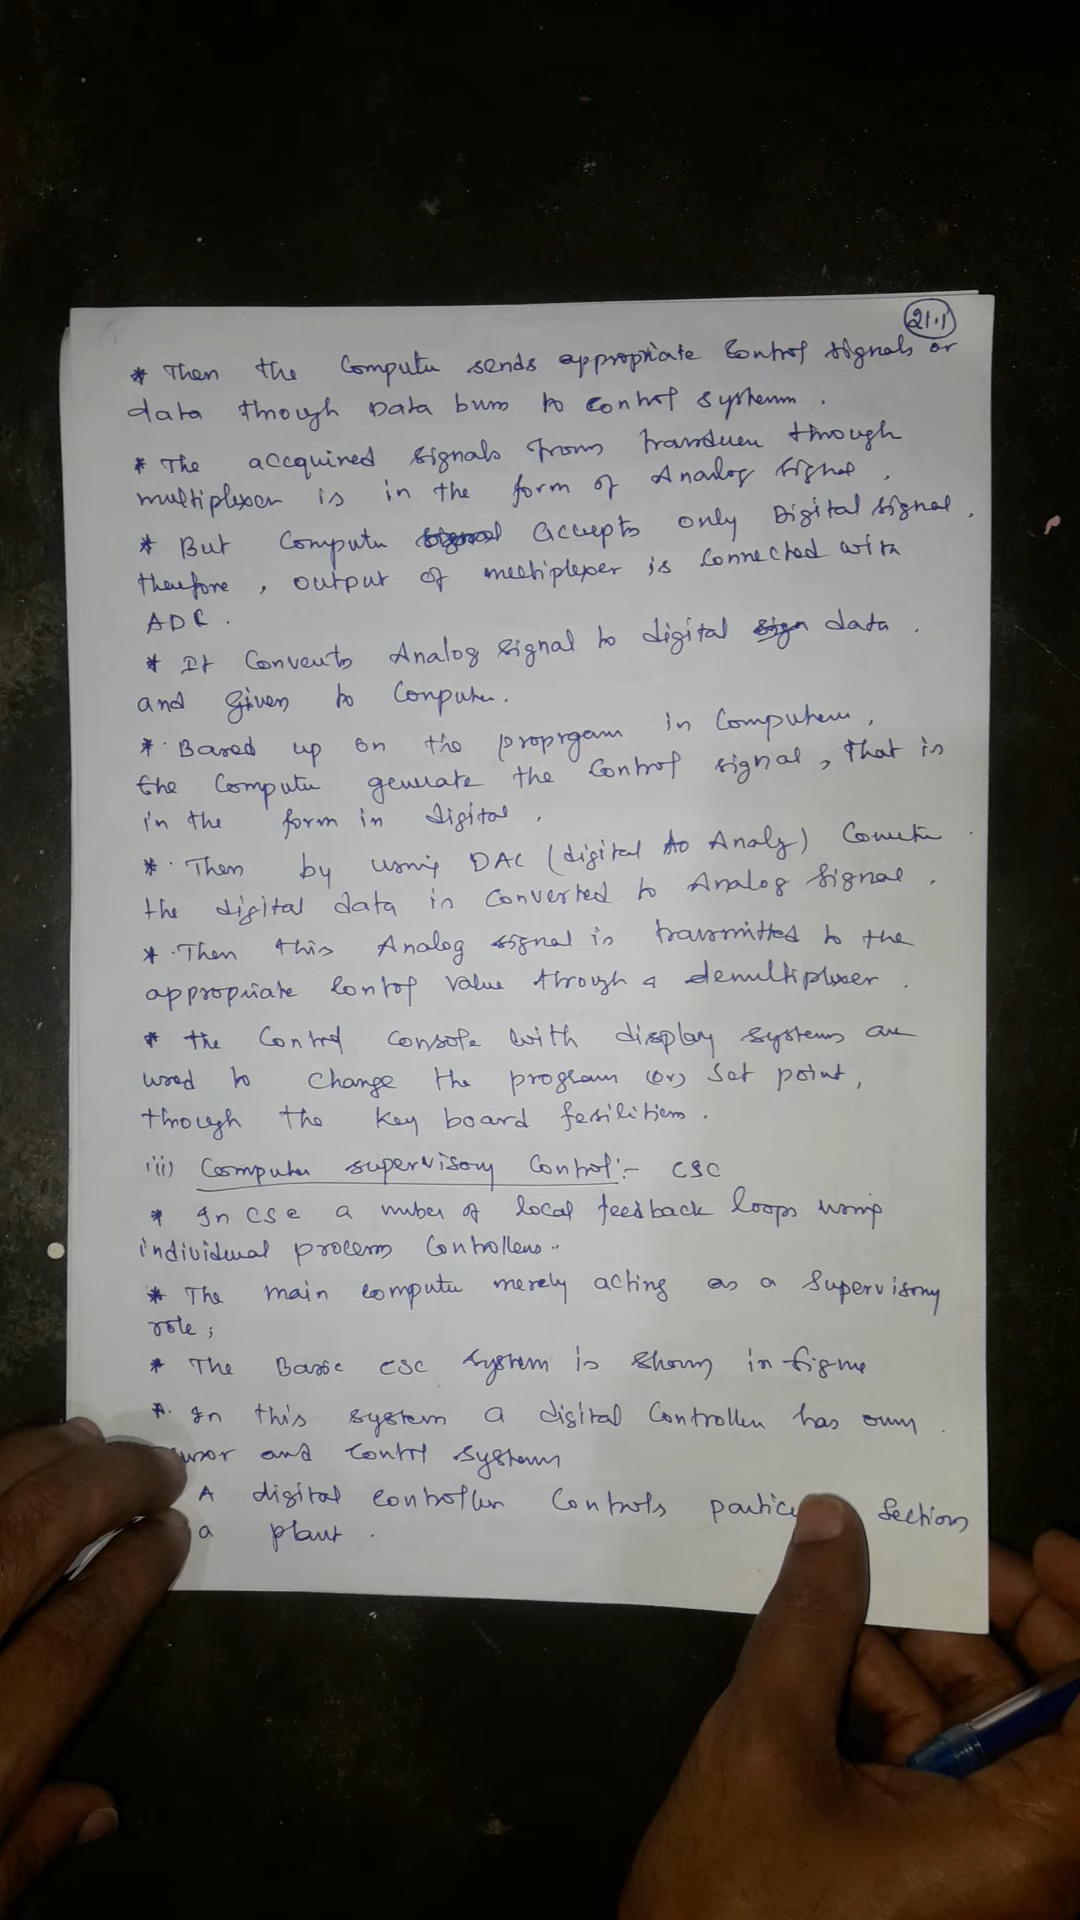 21.1
* Then the Computer sends appropriate Control signals or
data through Data buss to control systemm.
* The accquired signals from transducer through
multiplexer is in the form of Analog signal.
* But Computer accepts only Digital signal.
therefore, output of multiplexer is connected with
ADC.
* It Converts Analog signal to digital data.
and given to Computer.
* Based up on the proprgam in Computer,
the Computer generate the Control signal, that is
in the form in digital.
* Then by using DAC (digital to Analg)
the digital data is converted to Analog signal.
* Then this Analog signal is transmitted to the
appropriate Control value through a demultiplexer.
* the Control console with display systems are
used to change the program (or) Set point,
through the Key board fesilities.
iii) Computer supervisory Control:- CSC
* In CSC a nuber of local feedback loops using
individual process Controllers..
* The main computer merely acting as a Supervisory
role;
* The Basic CSC system is shown in figure
* In this system a digital Controller has own
and Control systems
A digital controller Controls Section
a plant.